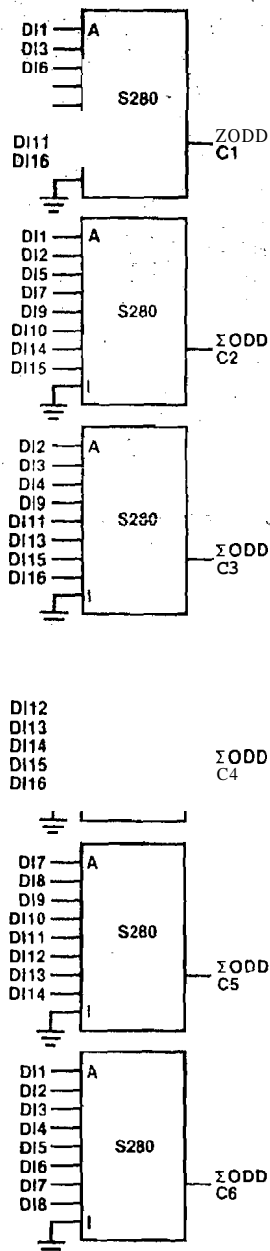 DI1
A
DI3
DI6
S280
DI11
DI16
ZODD
C1
DI1
A
DI2
DI5
DI7
DI9
S280
DI10
DI14
DI15
ΣODD
C2
I
DI2
A
DI3
DI4
DI9
DI11
S280
DI13
DI15
DI16
ΣODD
C3
I
DI12
DI13
DI14
DI15
DI16
ΣODD
C4
DI7
A
DI8
DI9
DI10
DI11
S280
DI12
DI13
DI14
ΣODD
C5
I
DI1
A
DI2
DI3
DI4
DI5
S280
DI6
DI7
DI8
ΣODD
C6
I